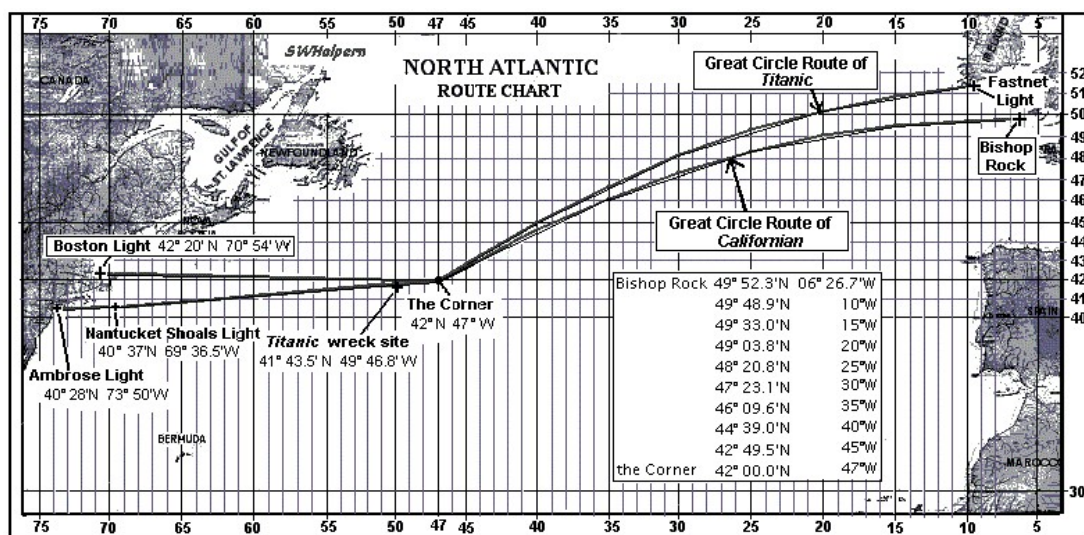 75 70 65 60 55 50 47 45 40 35 30 25 20 15 10 5
SWHalpern
CANADA
NORTH ATLANTIC
ROUTE CHART
Great Circle Route of
Titanic
IRELAND
Fastnet
Light
52
51
50
49
48
47
46
45
44
43
42
41
40
30
GULF OF
ST. LAWRENCE
NEWFOUNDLAND
NOVA
Bishop
Rock
Great Circle Route of
Californian
Boston Light 42° 20' N 70° 54' W
The Corner
42° N 47° W
Nantucket Shoals Light
40° 37'N 69° 36.5'W
Titanic wreck site
41° 43.5'N 49° 46.8'W
Ambrose Light
40° 28'N 73° 50'W
BERMUDA
Bishop Rock 49° 52.3'N 06° 26.7'W
49° 48.9'N 10°W
49° 33.0'N 15°W
49° 03.8'N 20°W
48° 20.8'N 25°W
47° 23.1'N 30°W
46° 09.6'N 35°W
44° 39.0'N 40°W
42° 49.5'N 45°W
the Corner 42° 00.0'N 47°W
SPAIN
MAROCCO
75 70 65 60 55 50 47 45 40 35 30 25 20 15 10 5